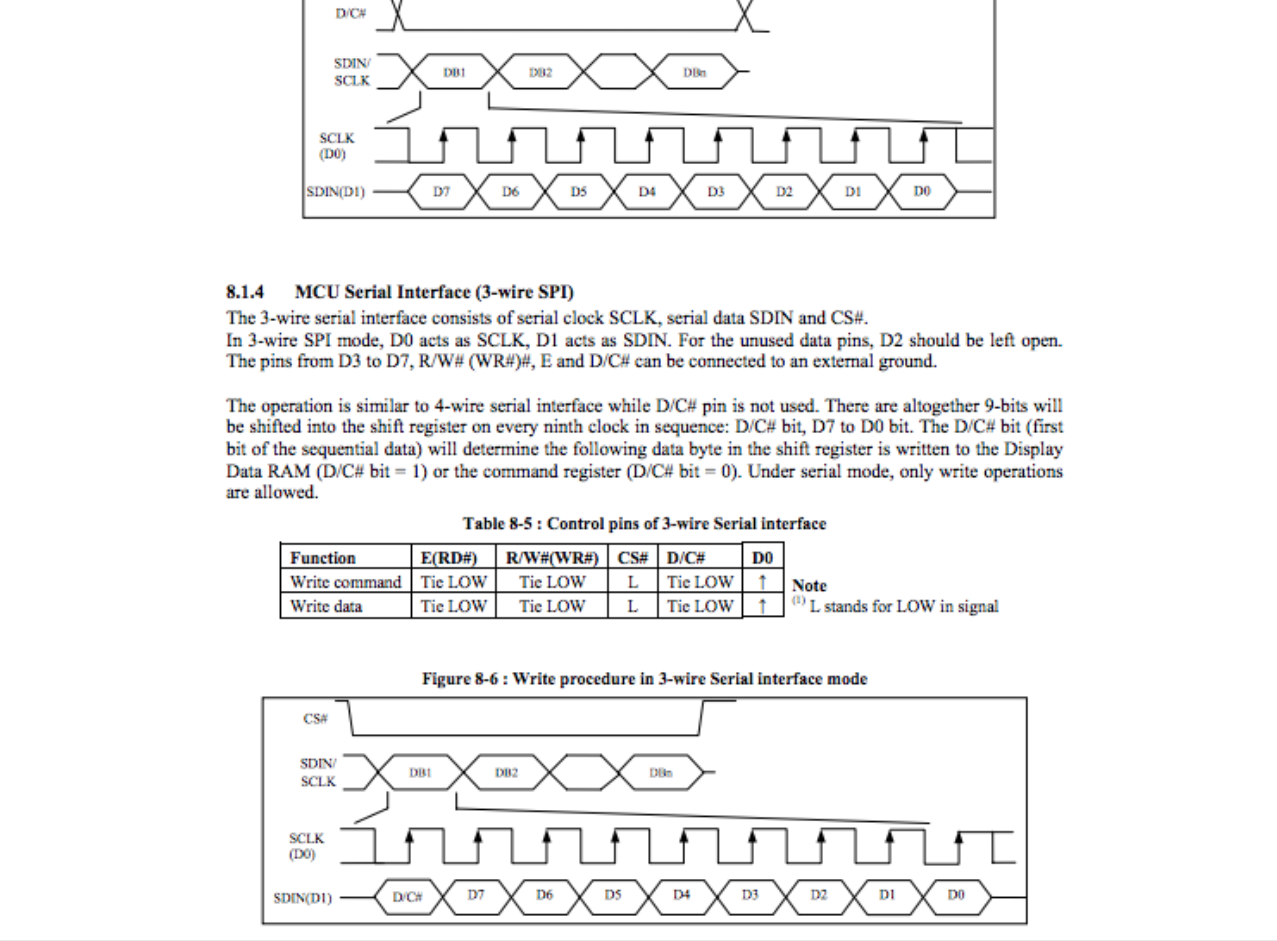 D/C#
SDIN/
SCLK
DB1 DB2 DBn
SCLK
(D0)
SDIN(D1) D7 D6 D5 D4 D3 D2 D1 D0
8.1.4 MCU Serial Interface (3-wire SPI)
The 3-wire serial interface consists of serial clock SCLK, serial data SDIN and CS#.
In 3-wire SPI mode, D0 acts as SCLK, D1 acts as SDIN. For the unused data pins, D2 should be left open.
The pins from D3 to D7, R/W# (WR#)#, E and D/C# can be connected to an external ground.
The operation is similar to 4-wire serial interface while D/C# pin is not used. There are altogether 9-bits will
be shifted into the shift register on every ninth clock in sequence: D/C# bit, D7 to D0 bit. The D/C# bit (first
bit of the sequential data) will determine the following data byte in the shift register is written to the Display
Data RAM (D/C# bit = 1) or the command register (D/C# bit = 0). Under serial mode, only write operations
are allowed.
Table 8-5 : Control pins of 3-wire Serial interface
Function E(RD#) R/W#(WR#) CS# D/C# D0
Write command Tie LOW Tie LOW L Tie LOW ↑
Write data Tie LOW Tie LOW L Tie LOW ↑
Note
(1) L stands for LOW in signal
Figure 8-6 : Write procedure in 3-wire Serial interface mode
CS#
SDIN/
SCLK
DB1 DB2 DBn
SCLK
(D0)
SDIN(D1) D/C# D7 D6 D5 D4 D3 D2 D1 D0